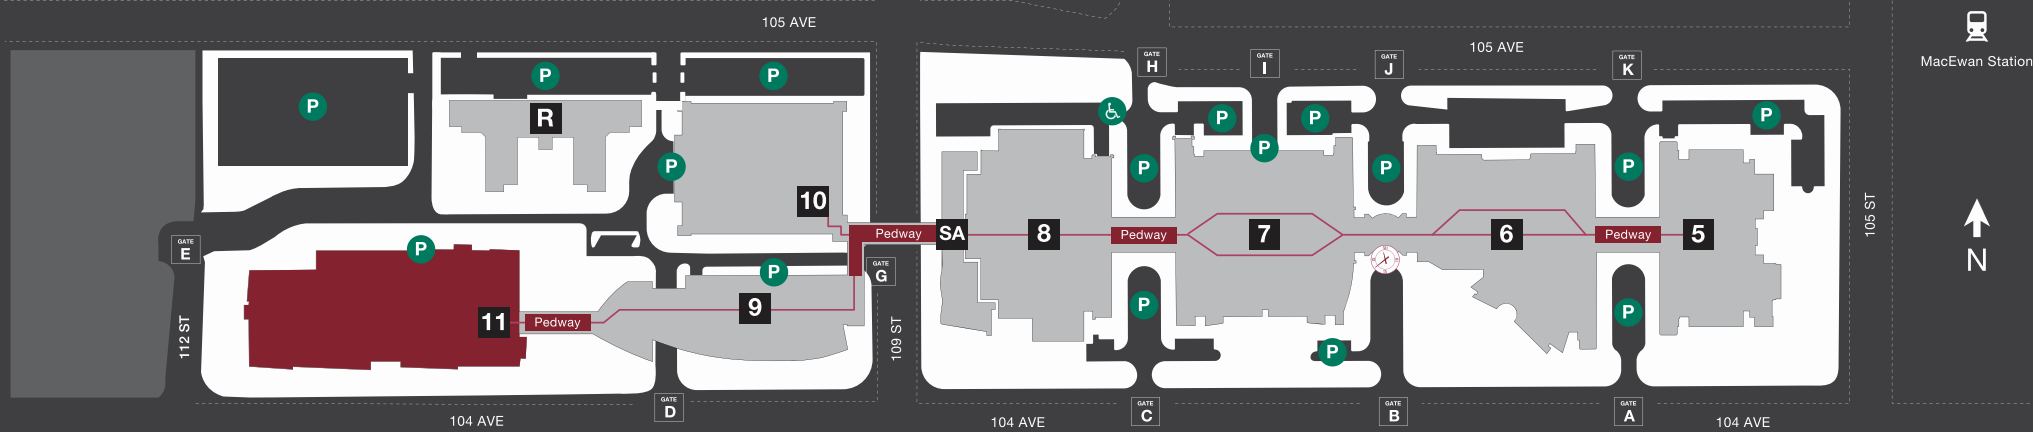 105 AVE
105 AVE
GATE
H
GATE
I
GATE
J
GATE
K
MacEwan Station
P
P
P
P
P
P
P
R
P
P
P
P
P
10
10
Pedway
SA
8
Pedway
7
6
Pedway
5
105 ST
N
GATE
E
P
P
GATE
G
9
11
Pedway
P
P
P
112 ST
109 ST
104 AVE
GATE
D
104 AVE
GATE
C
GATE
B
GATE
A
104 AVE